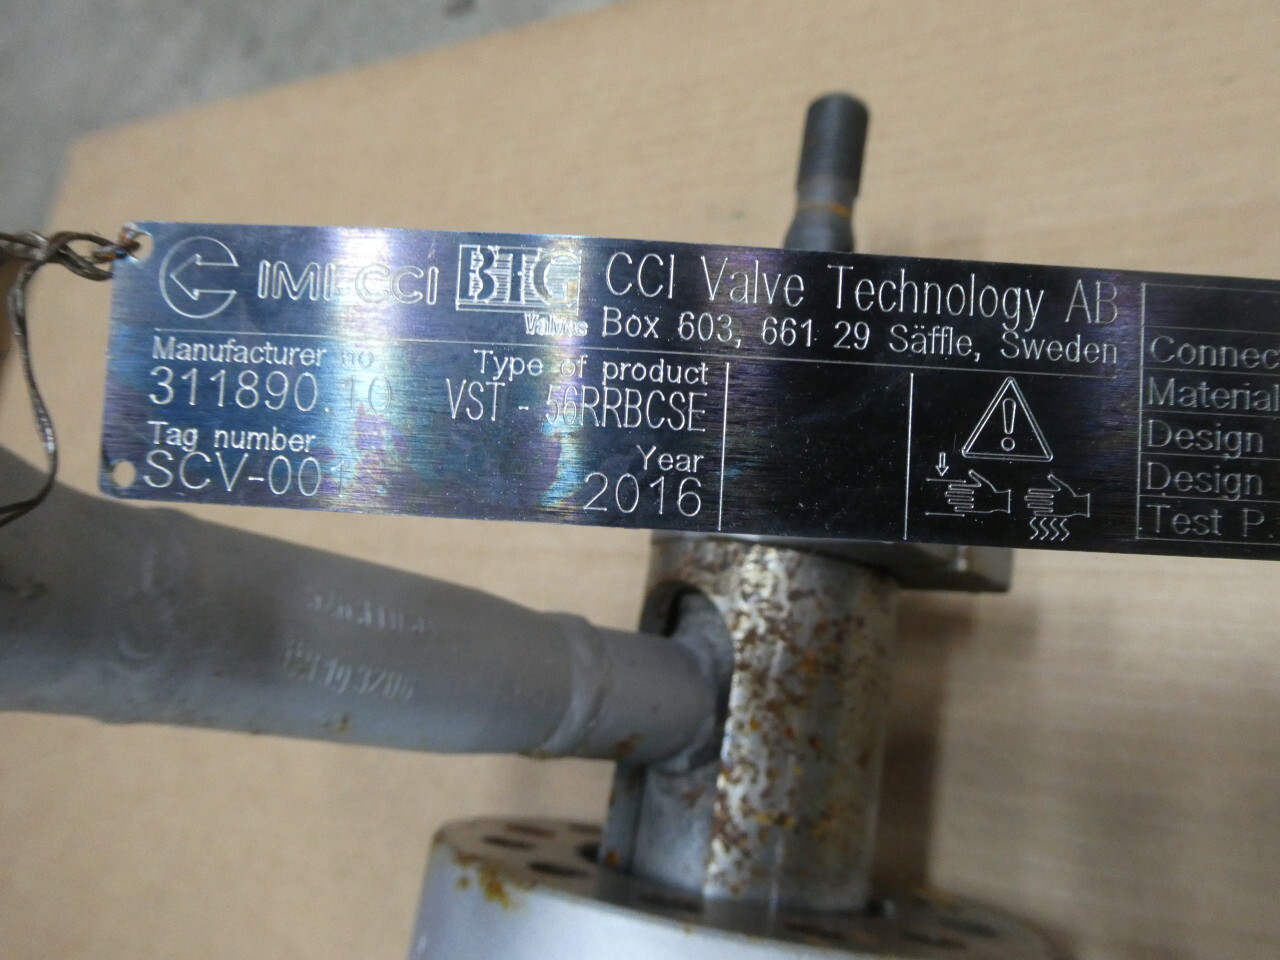 IMI CCI BTG Valves CCI Valve Technology AB
Box 603, 661 29 Säffle, Sweden
Manufacturer no
311890.10
Type of product
VST - 56RRBCSE
Tag number
SCV-001
Year
2016
Connec
Material
Design
Design
Test P.